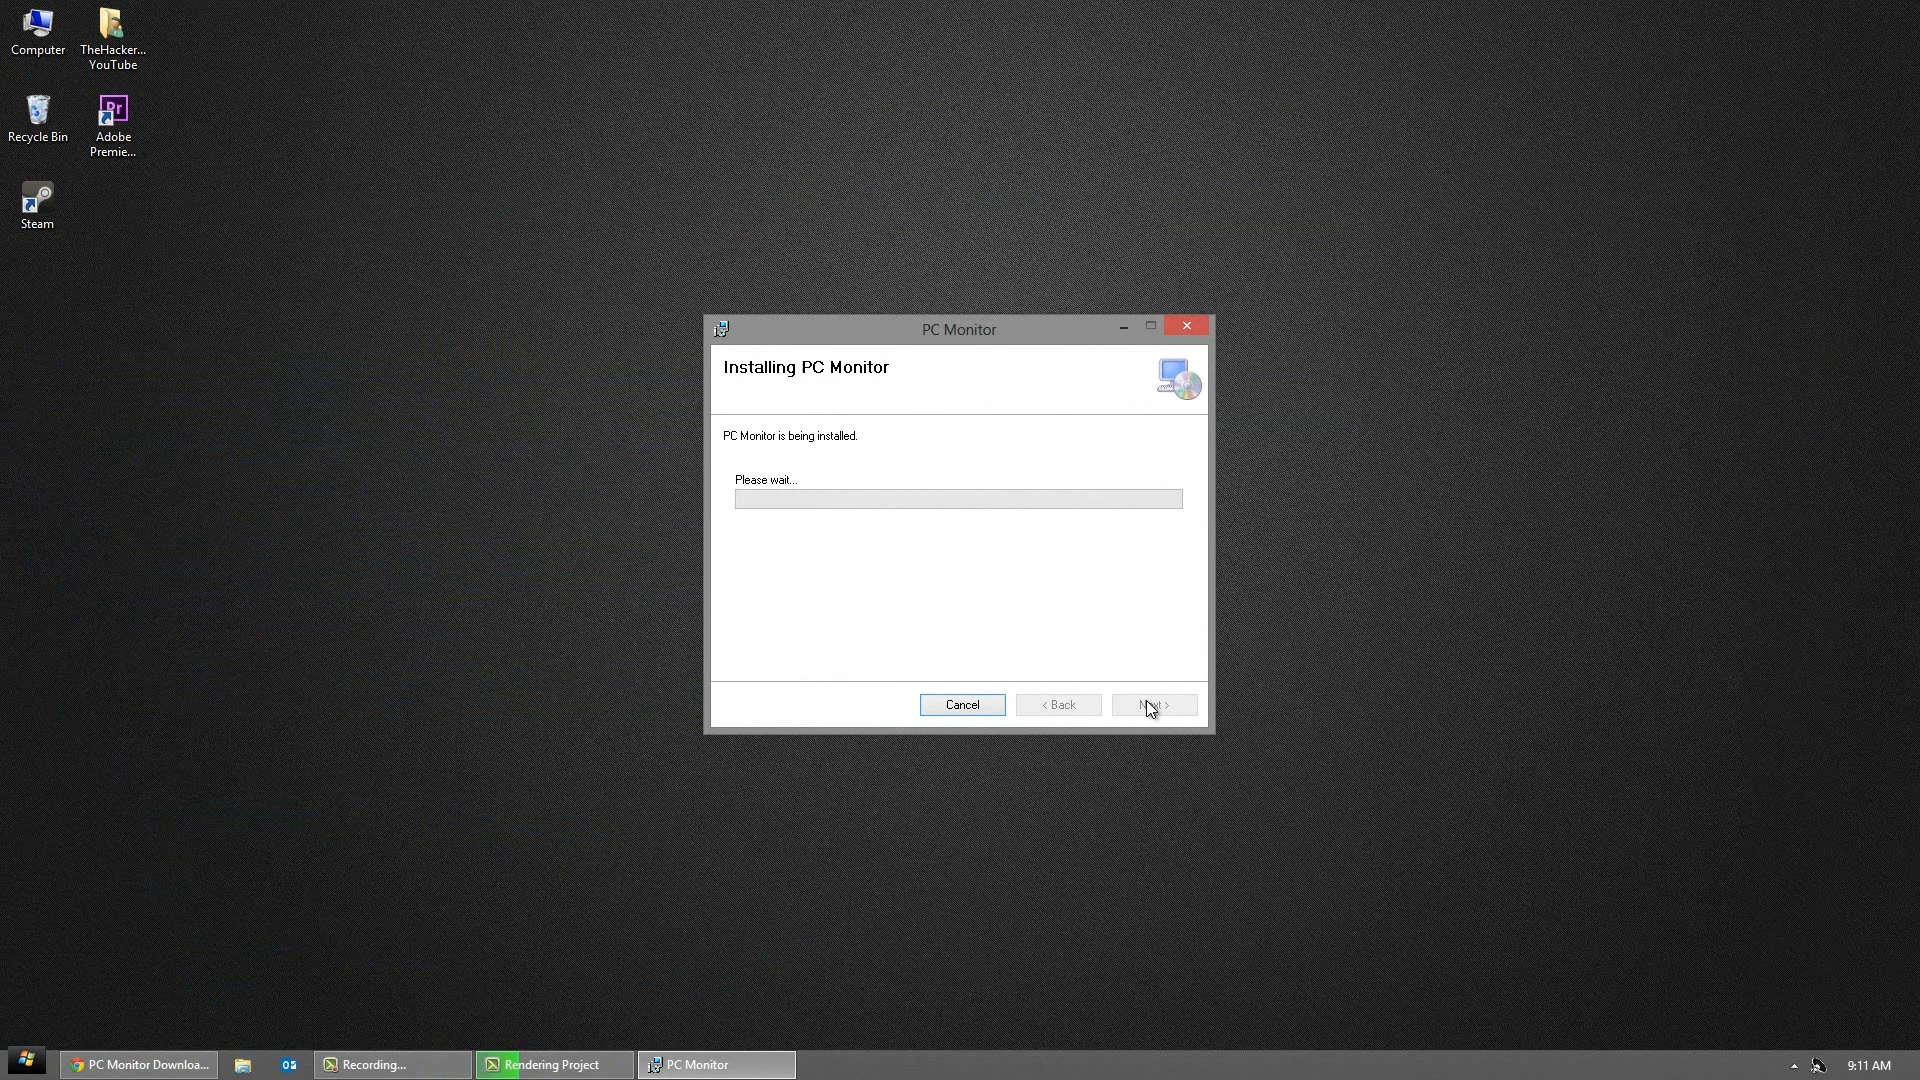 Computer
TheHacker...
YouTube
Recycle Bin
Pr
Adobe
Premie...
Steam
PC Monitor
Installing PC Monitor
PC Monitor is being installed.
Please wait...
Cancel
< Back
PC Monitor Downloa...
Recording...
Rendering Project
PC Monitor
9:11 AM